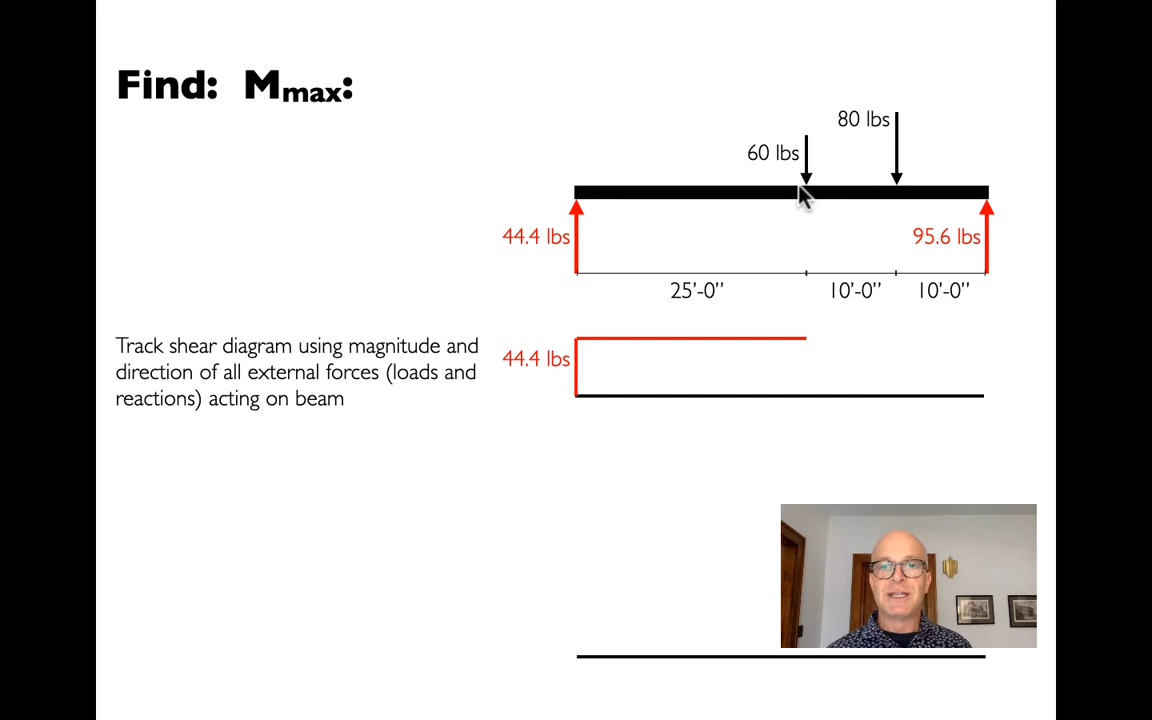 Find: Mmax:
80 lbs
60 lbs
44.4 lbs
95.6 lbs
25'-0"
10'-0"
10'-0"
Track shear diagram using magnitude and
direction of all external forces (loads and
reactions) acting on beam
44.4 lbs